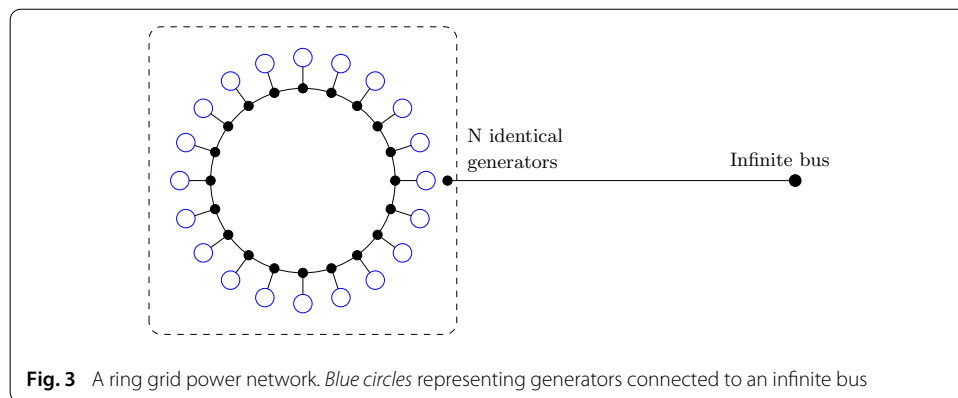 N identical
generators
Infinite bus
Fig. 3 A ring grid power network. Blue circles representing generators connected to an infinite bus